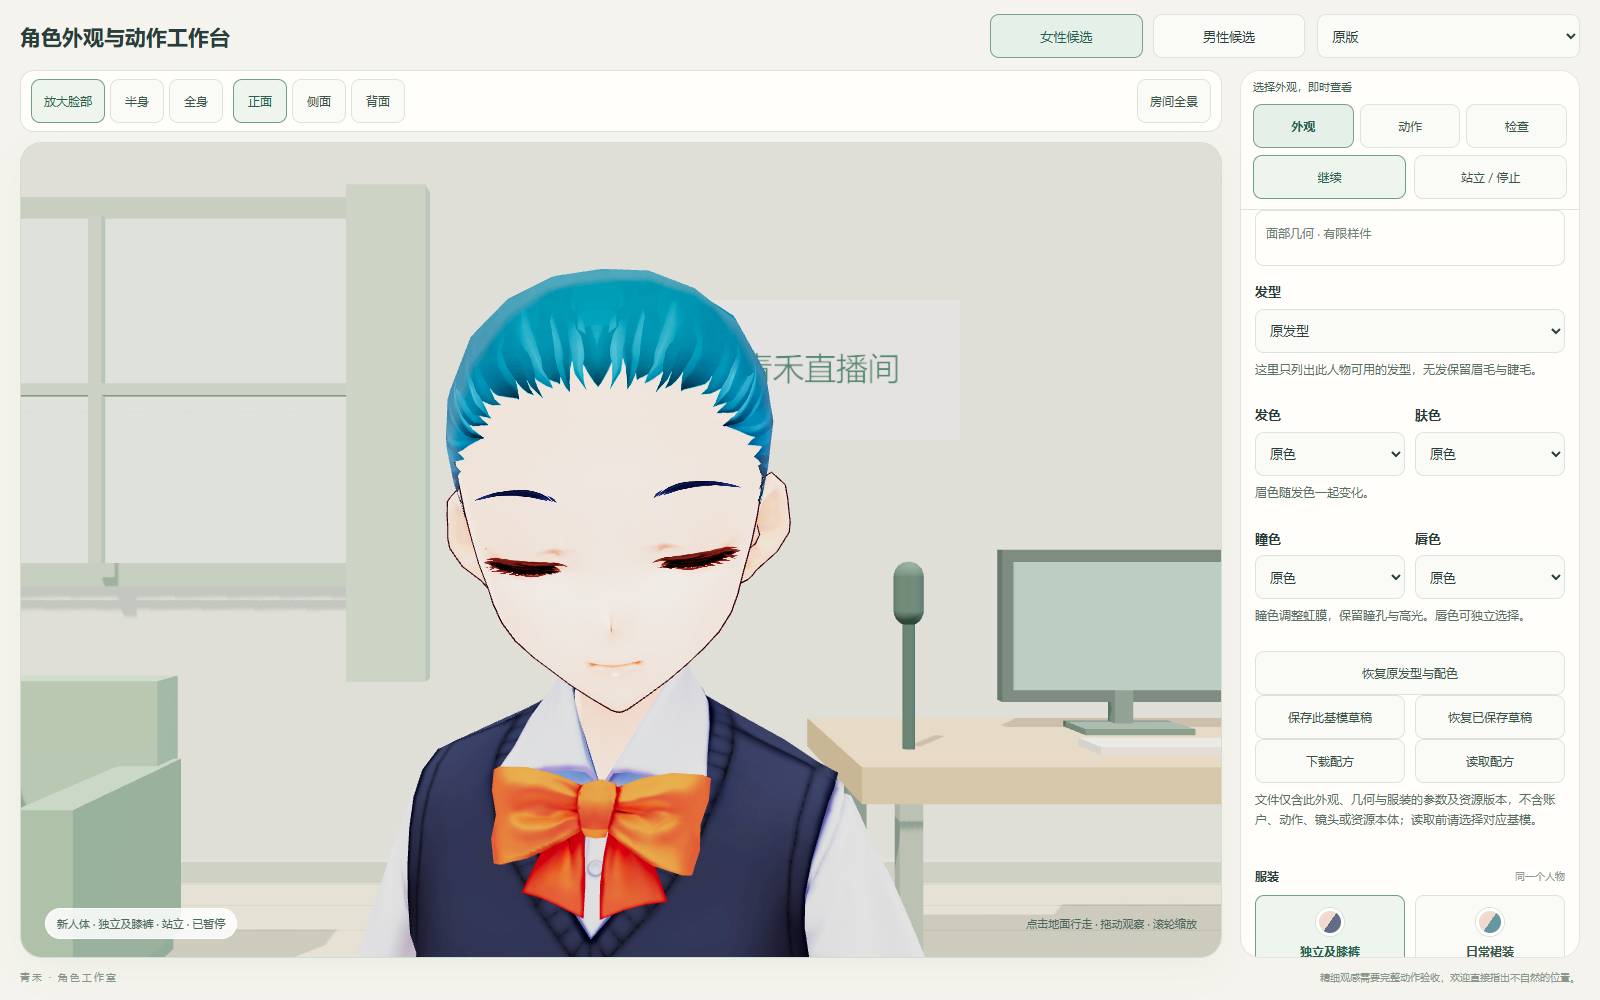 角色外观与动作工作台
女性候选
男性候选
原版
放大脸部
半身
全身
正面
侧面
背面
房间全景
选择外观，即时查看
外观
动作
检查
继续
站立 / 停止
面部几何 · 有限样件
发型
原发型
这里只列出此人物可用的发型，无发保留眉毛与睫毛。
发色
肤色
原色
原色
眉色随发色一起变化。
瞳色
唇色
原色
原色
瞳色调整虹膜，保留瞳孔与高光。唇色可独立选择。
恢复原发型与配色
保存此基模草稿
恢复已保存草稿
下载配方
读取配方
文件仅含此外观、几何与服装的参数及资源版本，不含账
户、动作、镜头或资源本体；读取前请选择对应基模。
服装
同一个人物
独立及膝裤
日常裙装
青禾直播间
新人体 · 独立及膝裤 · 站立 · 已暂停
点击地面行走 · 拖动观察 · 滚轮缩放
青禾 · 角色工作室
精细观感需要完整动作验收，欢迎直接指出不自然的位置。